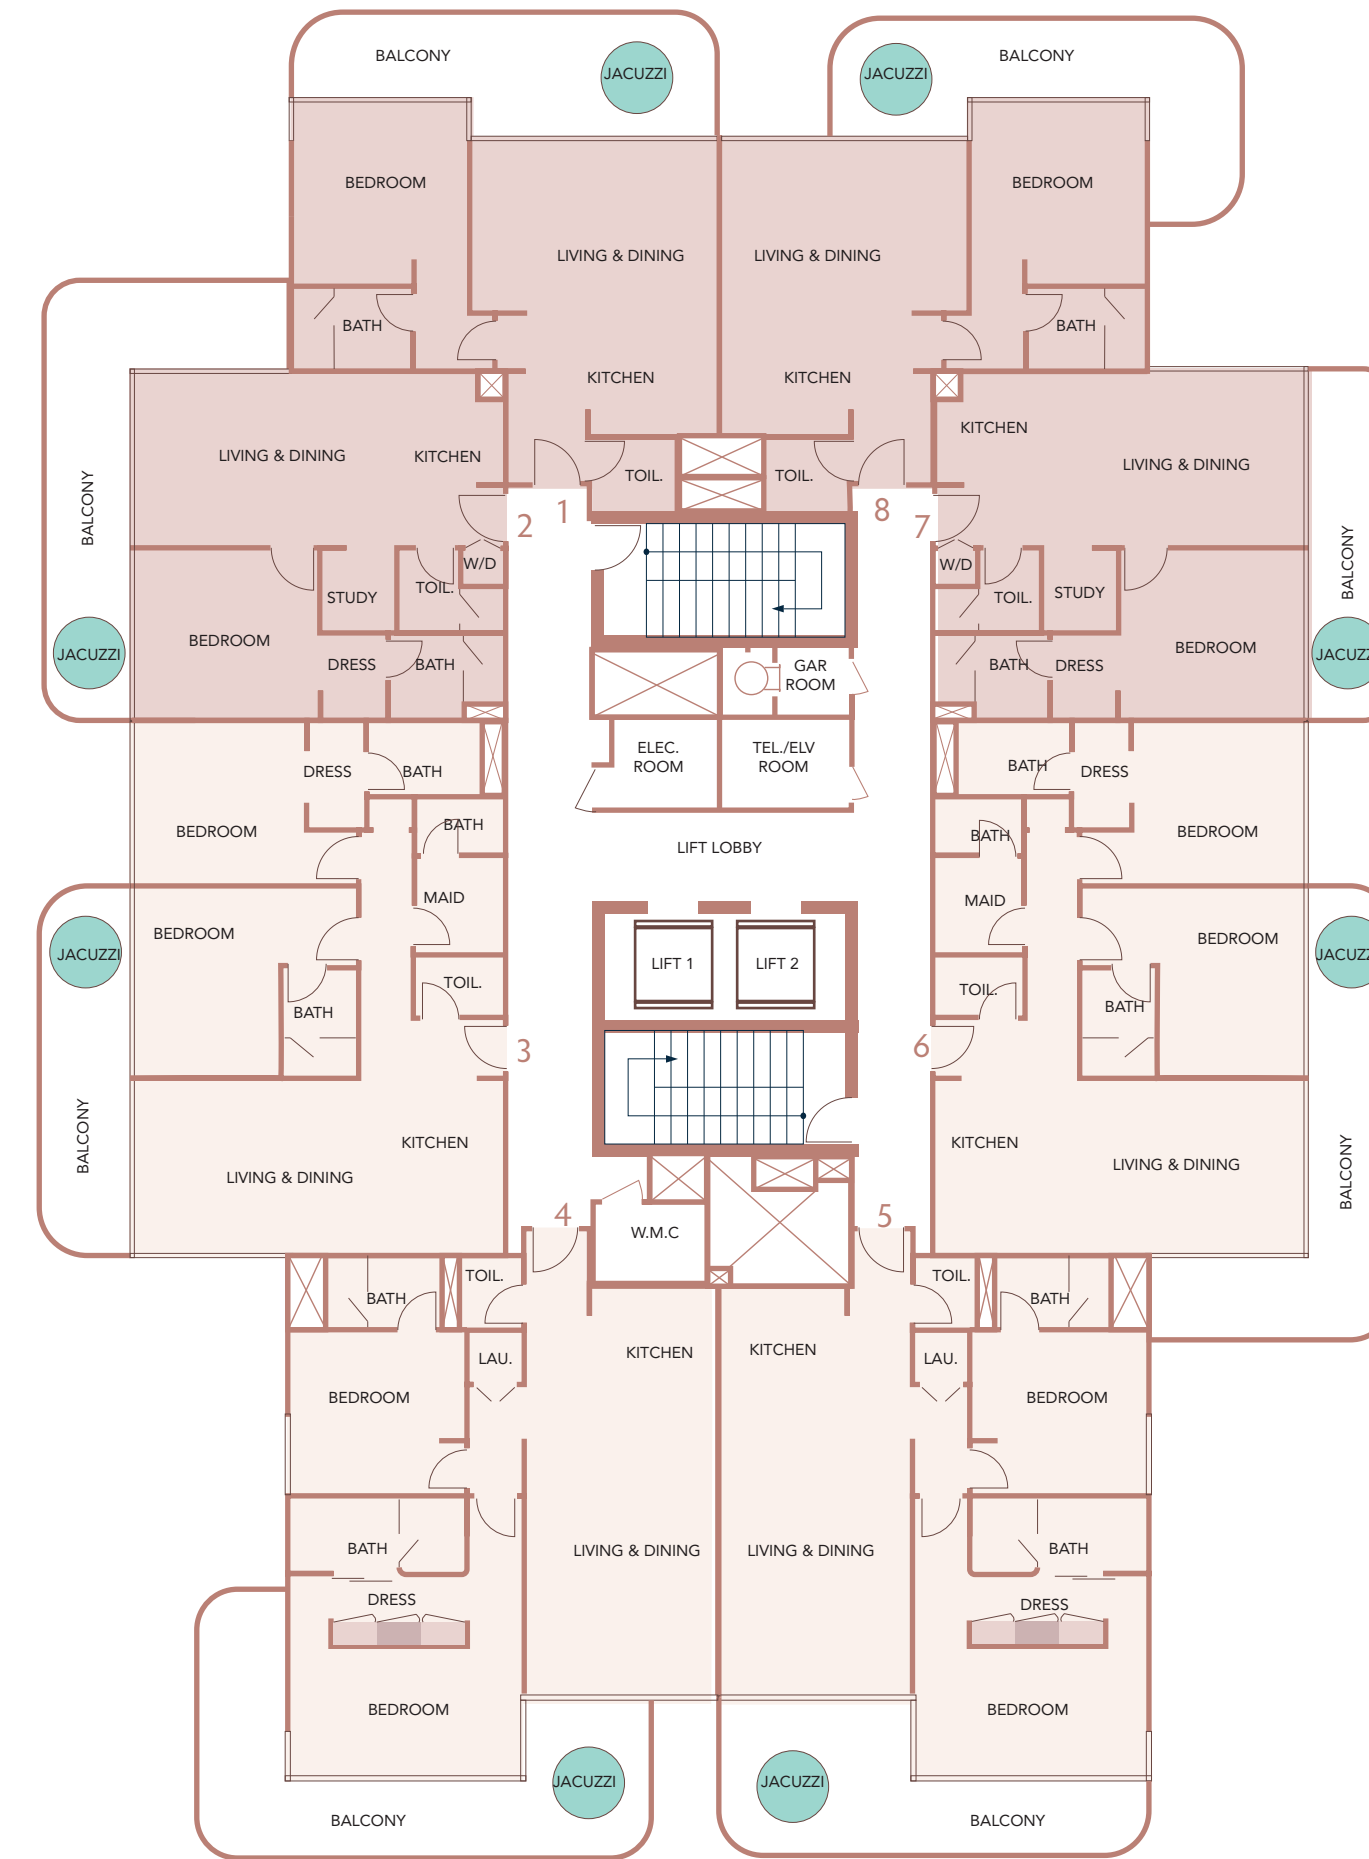 BALCONY
BALCONY
JACUZZI
JACUZZI
BEDROOM
BEDROOM
LIVING & DINING
LIVING & DINING
BATH
BATH
KITCHEN
KITCHEN
KITCHEN
LIVING & DINING
KITCHEN
LIVING & DINING
TOIL.
TOIL.
BALCONY
1
8
2
7
BALCONY
W/D
W/D
STUDY
TOIL.
TOIL.
STUDY
BEDROOM
BEDROOM
JACUZZI
JACUZZ
DRESS
BATH
GAR
ROOM
BATH
DRESS
ELEC.
ROOM
TEL./ELV
ROOM
DRESS
BATH
BATH
DRESS
BEDROOM
BATH
BATH
BEDROOM
LIFT LOBBY
MAID
MAID
BEDROOM
BEDROOM
JACUZZI
JACUZZ
LIFT 1
LIFT 2
TOIL.
TOIL.
BATH
BATH
3
6
BALCONY
KITCHEN
KITCHEN
LIVING & DINING
LIVING & DINING
BALCONY
4
5
W.M.C
TOIL.
TOIL.
BATH
BATH
LAU.
KITCHEN
KITCHEN
LAU.
BEDROOM
BEDROOM
BATH
LIVING & DINING
LIVING & DINING
BATH
DRESS
DRESS
BEDROOM
BEDROOM
JACUZZI
JACUZZI
BALCONY
BALCONY